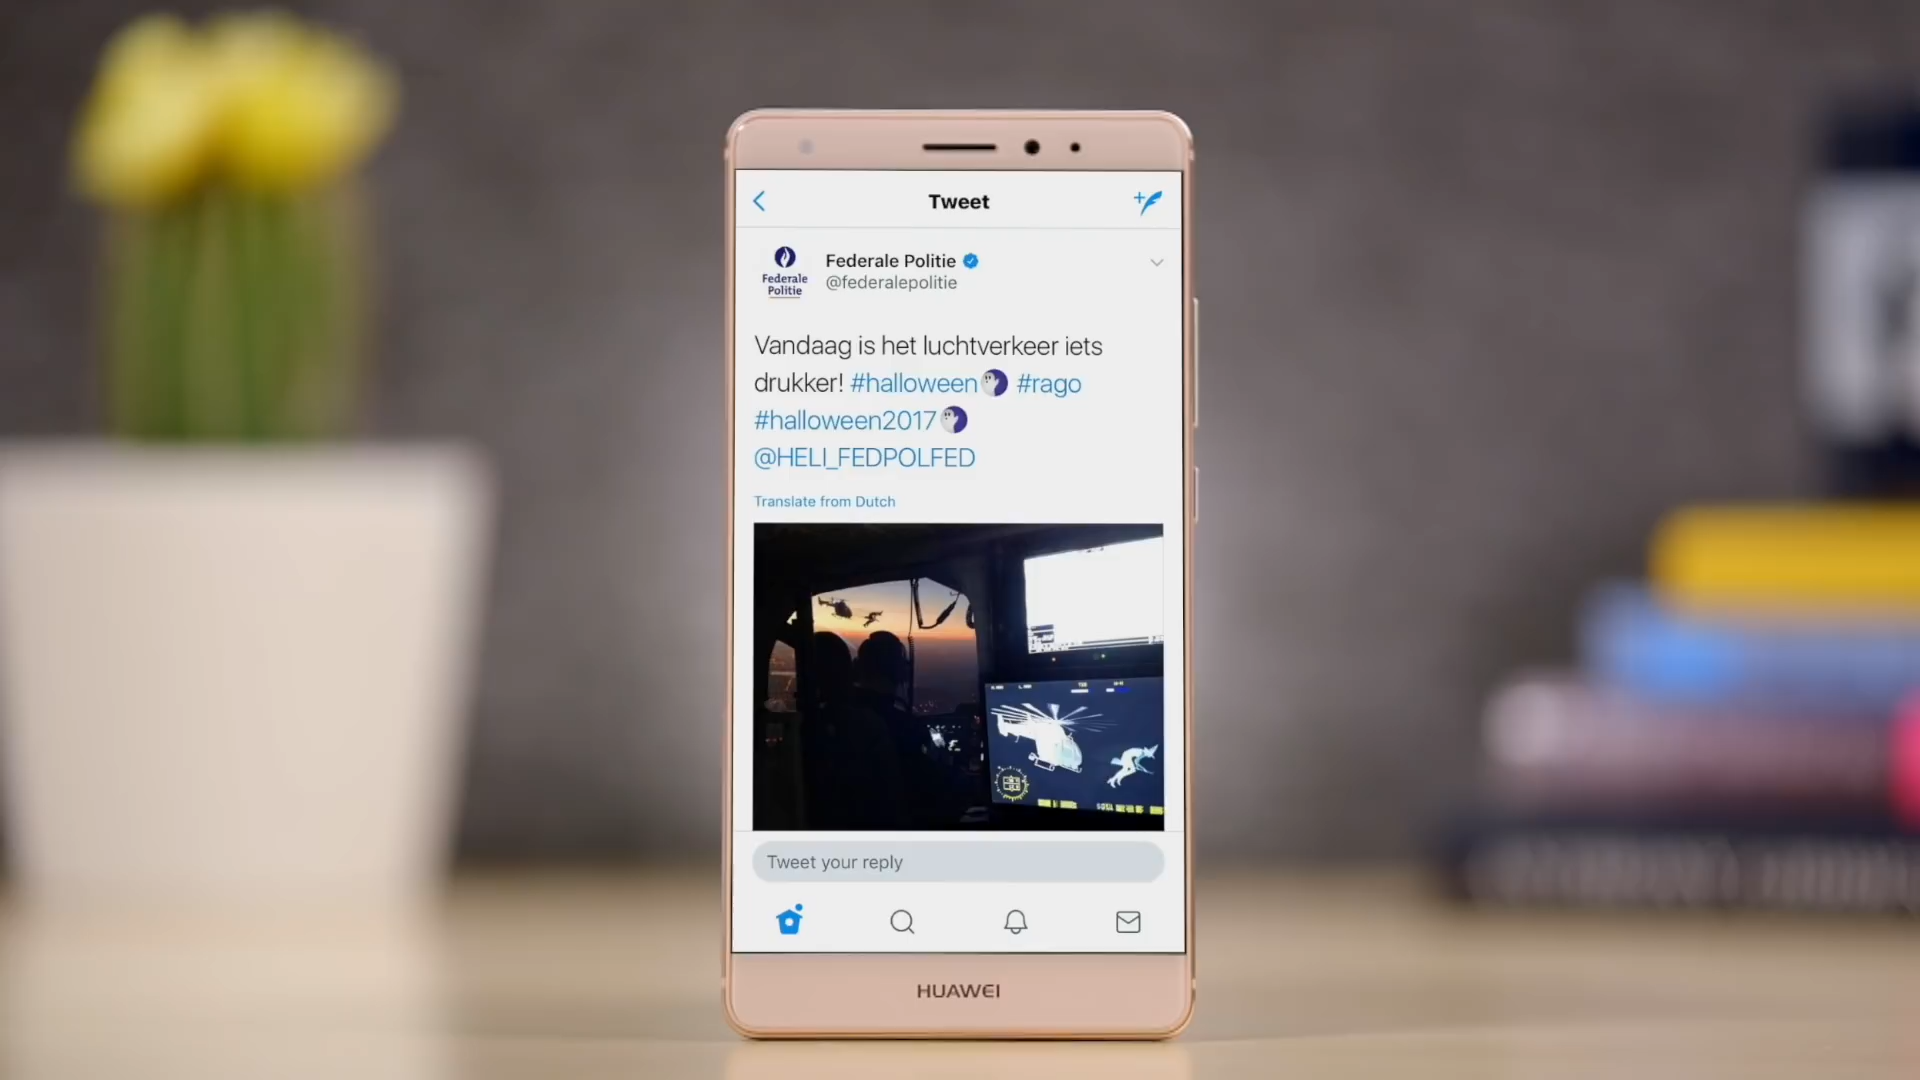 Tweet
Federale Politie
@federalepolitie
Federale
Politie
Vandaag is het luchtverkeer iets
drukker! #halloween #rago
#halloween2017
@HELI_FEDPOLFED
Translate from Dutch
Tweet your reply
HUAWEI